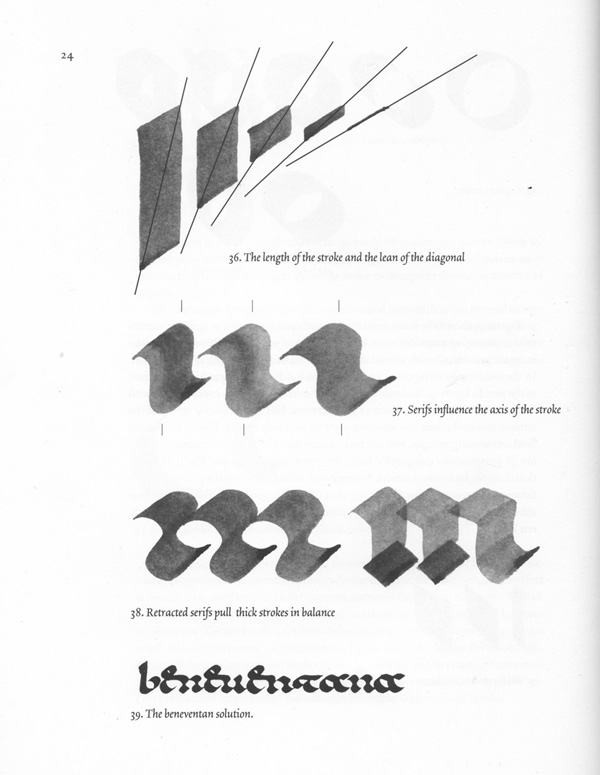 24
36. The length of the stroke and the lean of the diagonal
37. Serifs influence the axis of the stroke
38. Retracted serifs pull thick strokes in balance
beneuentana
39. The beneventan solution.